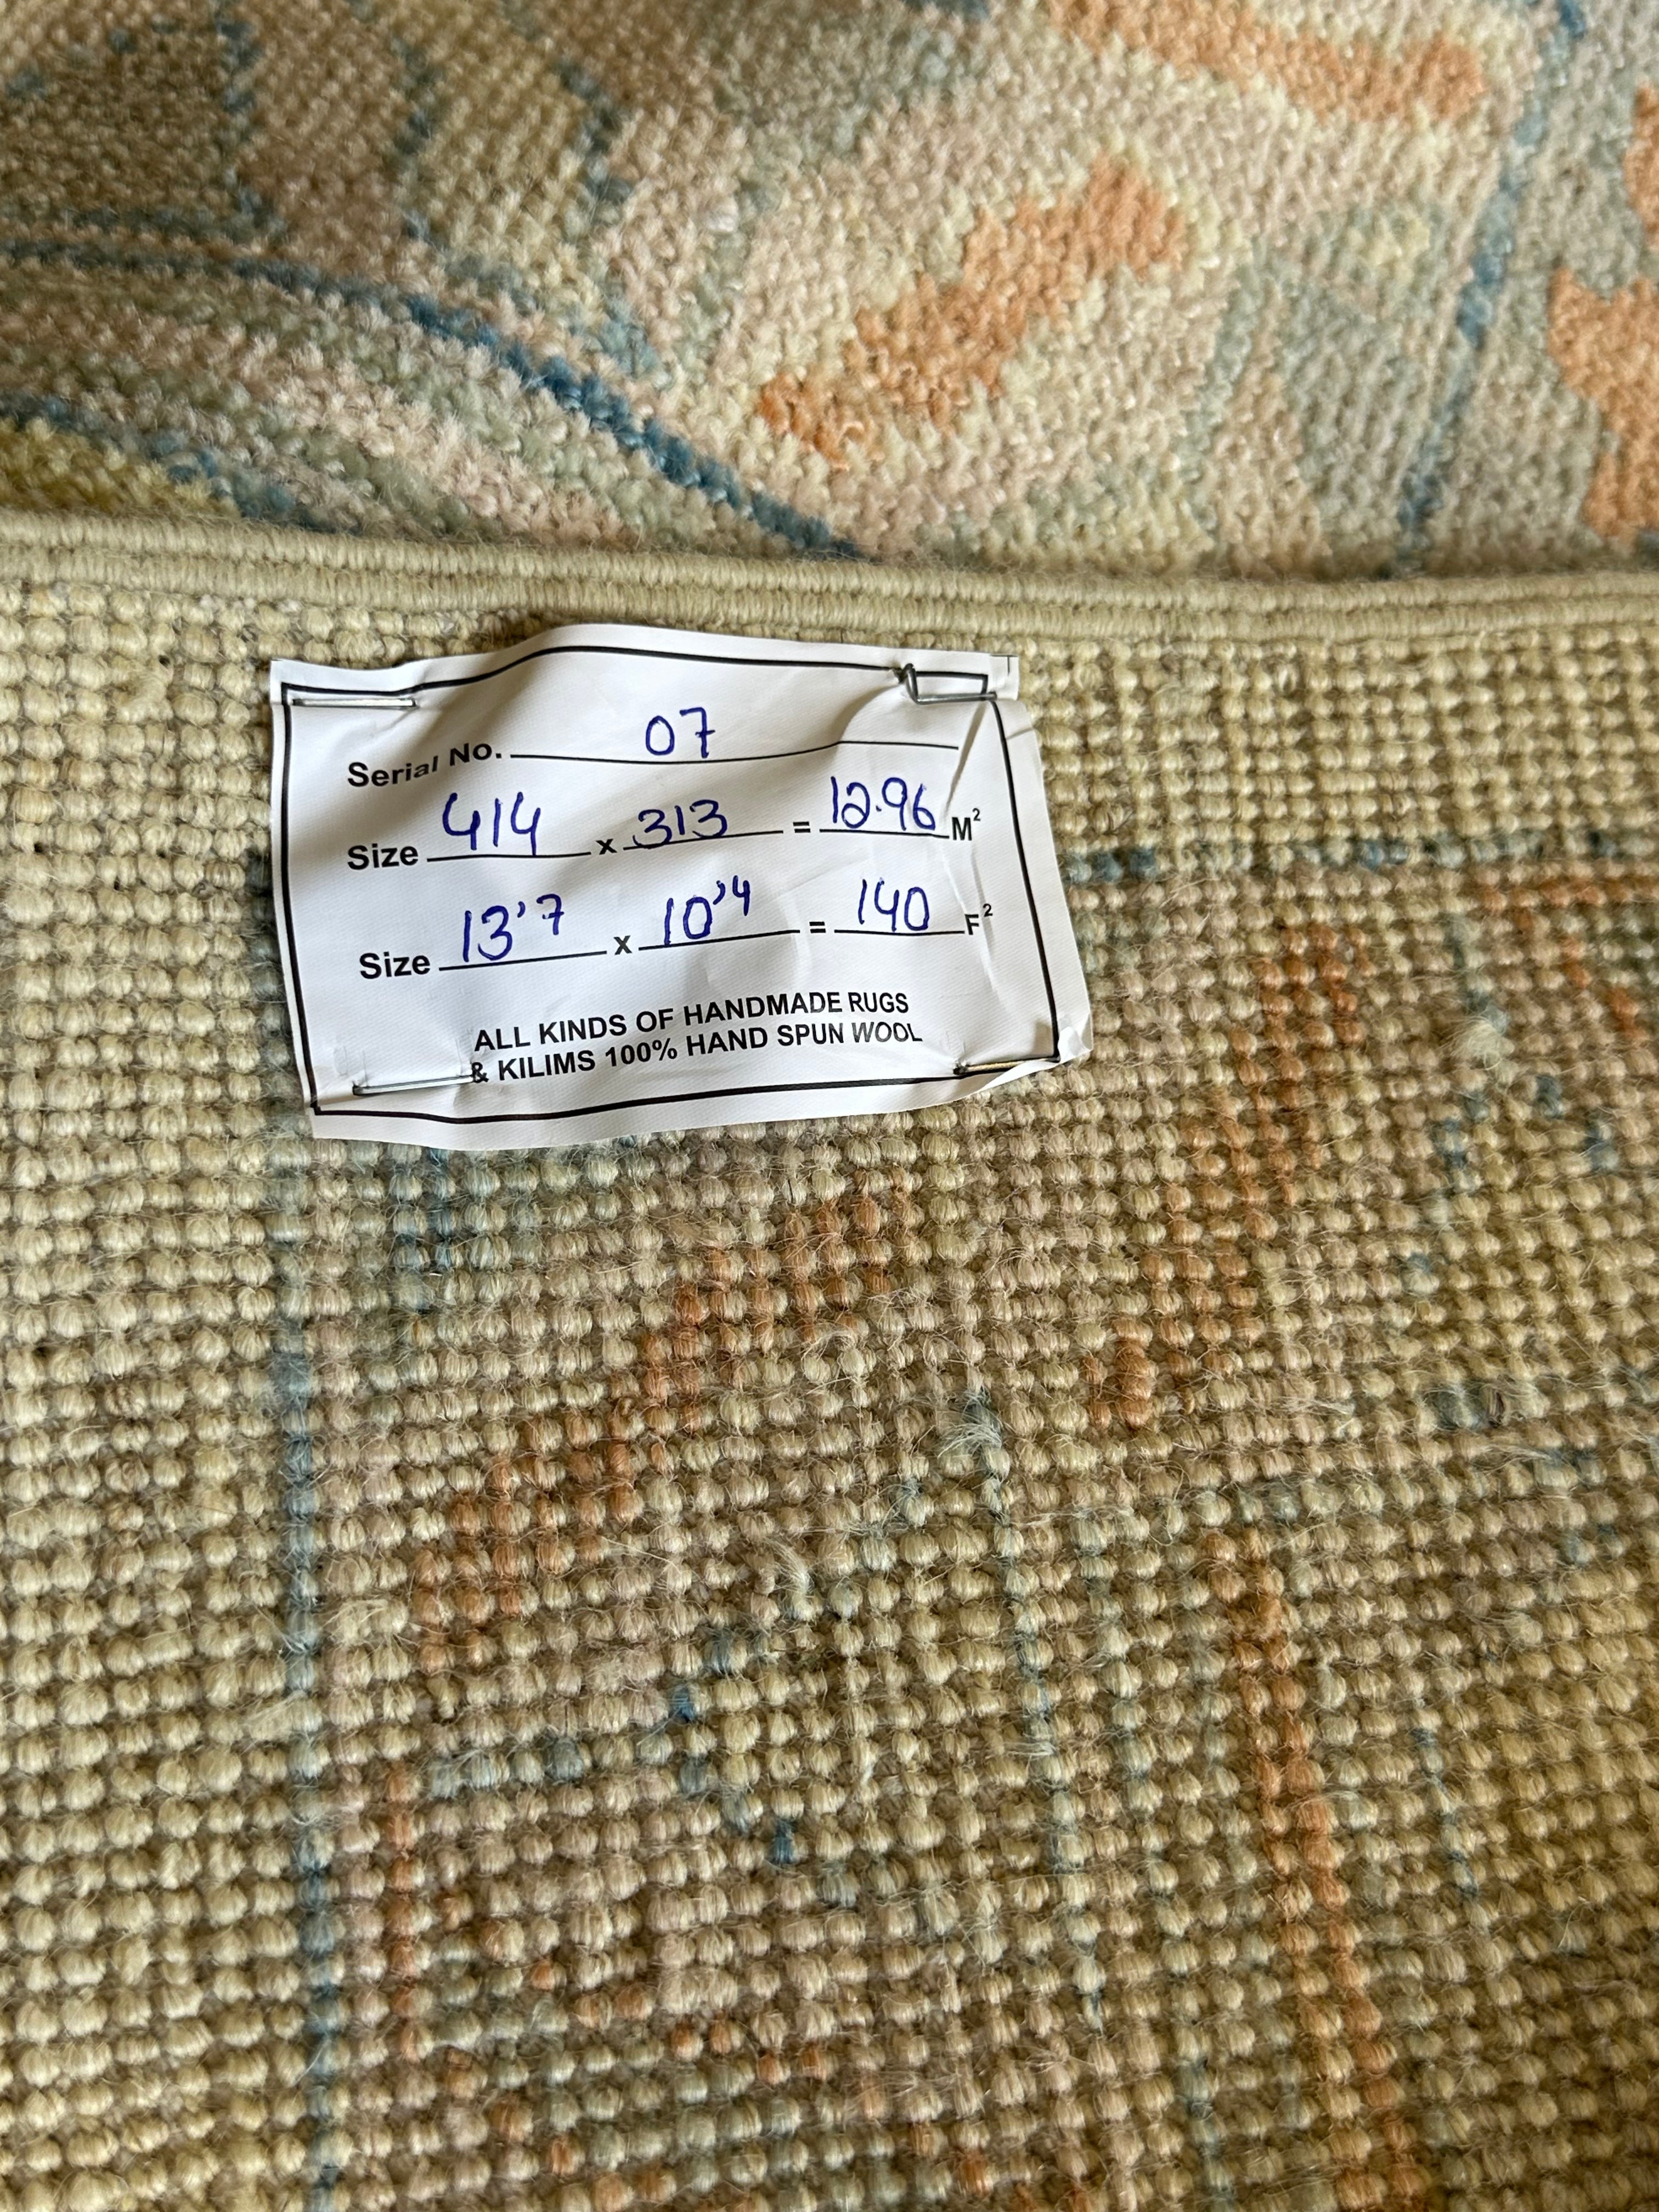 Serial No. 07
Size 414 x 313 = 12.96 M²
Size 13'7 x 10'4 = 140 F²
ALL KINDS OF HANDMADE RUGS
& KILIMS 100% HAND SPUN WOOL